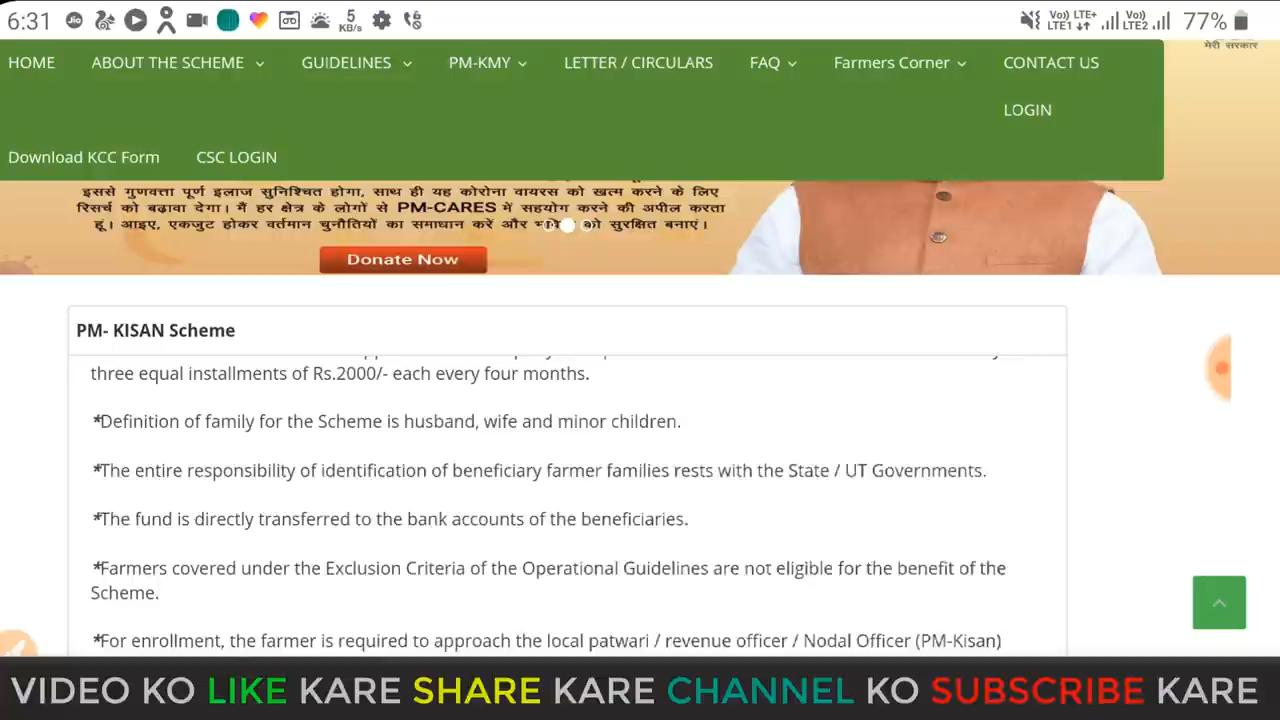 6:31 5 KB/s Vo)) LTE1 LTE+ Vo)) LTE2 77%
मेरी सरकार
HOME ABOUT THE SCHEME GUIDELINES PM-KMY LETTER / CIRCULARS FAQ Farmers Corner CONTACT US
LOGIN
Download KCC Form CSC LOGIN
इससे गुणवत्ता पूर्ण इलाज सुनिश्चित होगा, साथ ही यह कोरोना वायरस को खत्म करने के लिए
रिसर्च को बढ़ावा देगा। मैं हर क्षेत्र के लोगों से PM-CARES में सहयोग करने की अपील करता
हूं। आइए, एकजुट होकर वर्तमान चुनौतियों का समाधान करें और को सुरक्षित बनाएं।
Donate Now
PM- KISAN Scheme
three equal installments of Rs.2000/- each every four months.
*Definition of family for the Scheme is husband, wife and minor children.
*The entire responsibility of identification of beneficiary farmer families rests with the State / UT Governments.
*The fund is directly transferred to the bank accounts of the beneficiaries.
*Farmers covered under the Exclusion Criteria of the Operational Guidelines are not eligible for the benefit of the
Scheme.
*For enrollment, the farmer is required to approach the local patwari / revenue officer / Nodal Officer (PM-Kisan)
VIDEO KO LIKE KARE SHARE KARE CHANNEL KO SUBSCRIBE KARE